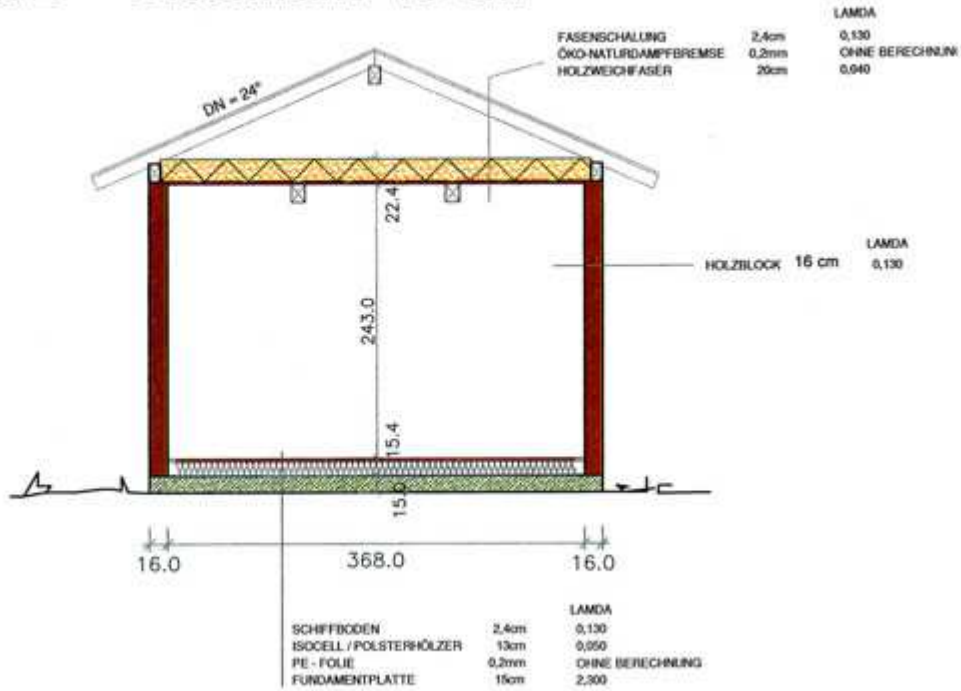 LAMDA
FASENSCHALUNG 2,4cm 0,130
ÖKO-NATURDAMPFBREMSE 0,2mm OHNE BERECHNUN
HOLZWEICHFASER 20cm 0,040
DN = 24°
22.4
LAMDA
HOLZBLOCK 16 cm 0,130
243.0
15.4
15.0
16.0 368.0 16.0
LAMDA
SCHIFFBODEN 2,4cm 0,130
ISOCELL / POLSTERHÖLZER 13cm 0,050
PE - FOLIE 0,2mm OHNE BERECHNUNG
FUNDAMENTPLATTE 15cm 2,300